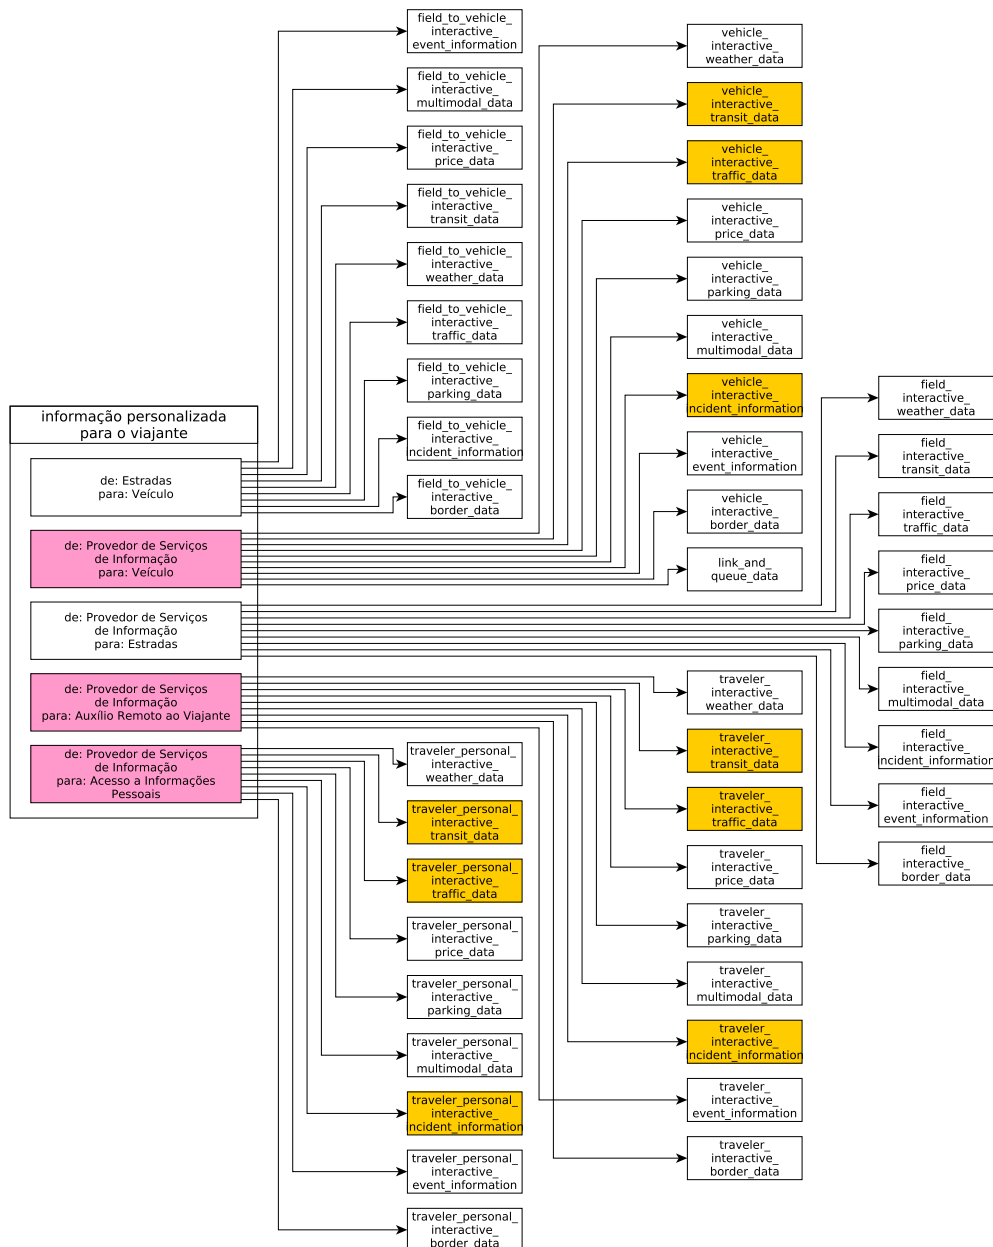 informação personalizada
para o viajante
de: Estradas
para: Veículo
de: Provedor de Serviços
de Informação
para: Veículo
de: Provedor de Serviços
de Informação
para: Estradas
de: Provedor de Serviços
de Informação
para: Auxílio Remoto ao Viajante
de: Provedor de Serviços
de Informação
para: Acesso a Informações
Pessoais
field_to_vehicle_
interactive_
event_information
field_to_vehicle_
interactive_
multimodal_data
field_to_vehicle_
interactive_
price_data
field_to_vehicle_
interactive_
transit_data
field_to_vehicle_
interactive_
weather_data
field_to_vehicle_
interactive_
traffic_data
field_to_vehicle_
interactive_
parking_data
field_to_vehicle_
interactive_
incident_information
field_to_vehicle_
interactive_
border_data
traveler_personal_
interactive_
weather_data
traveler_personal_
interactive_
transit_data
traveler_personal_
interactive_
traffic_data
traveler_personal_
interactive_
price_data
traveler_personal_
interactive_
parking_data
traveler_personal_
interactive_
multimodal_data
traveler_personal_
interactive_
incident_information
traveler_personal_
interactive_
event_information
traveler_personal_
interactive_
border_data
vehicle_
interactive_
weather_data
vehicle_
interactive_
transit_data
vehicle_
interactive_
traffic_data
vehicle_
interactive_
price_data
vehicle_
interactive_
parking_data
vehicle_
interactive_
multimodal_data
vehicle_
interactive_
incident_information
vehicle_
interactive_
event_information
vehicle_
interactive_
border_data
link_and_
queue_data
traveler_
interactive_
weather_data
traveler_
interactive_
transit_data
traveler_
interactive_
traffic_data
traveler_
interactive_
price_data
traveler_
interactive_
parking_data
traveler_
interactive_
multimodal_data
traveler_
interactive_
incident_information
traveler_
interactive_
event_information
traveler_
interactive_
border_data
field_
interactive_
weather_data
field_
interactive_
transit_data
field_
interactive_
traffic_data
field_
interactive_
price_data
field_
interactive_
parking_data
field_
interactive_
multimodal_data
field_
interactive_
incident_information
field_
interactive_
event_information
field_
interactive_
border_data